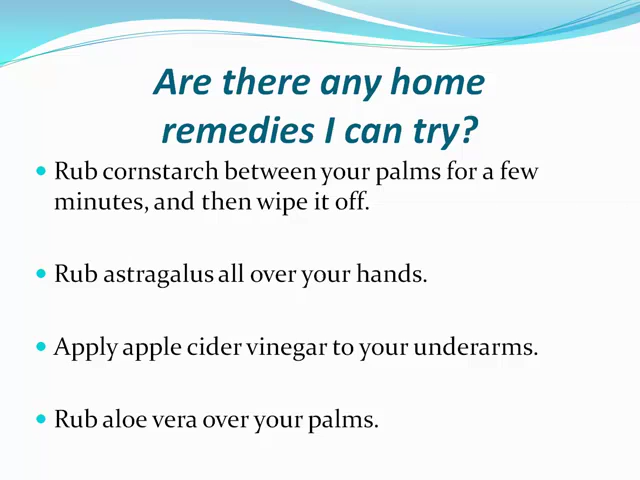 Are there any home
remedies I can try?
• Rub cornstarch between your palms for a few
minutes, and then wipe it off.
• Rub astragalus all over your hands.
• Apply apple cider vinegar to your underarms.
• Rub aloe vera over your palms.